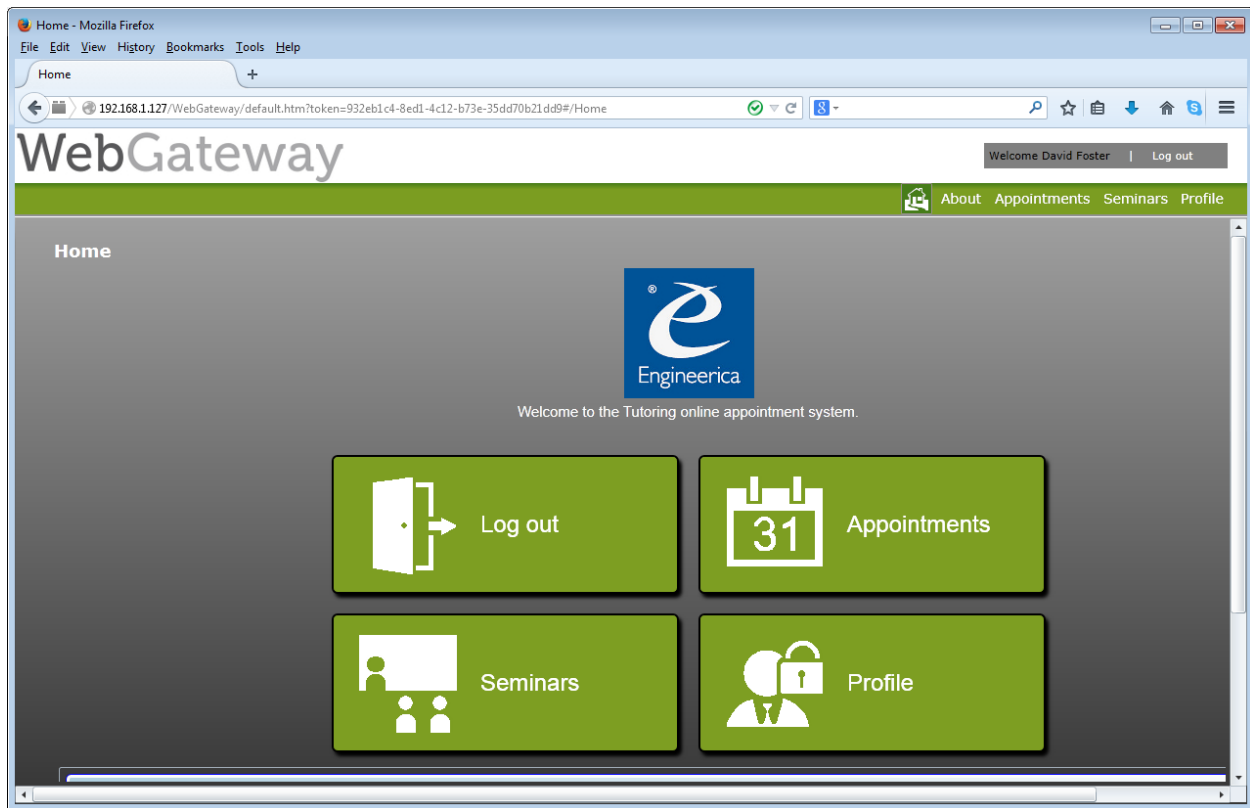 Home - Mozilla Firefox
File Edit View History Bookmarks Tools Help
Home +
192.168.1.127/WebGateway/default.htm?token=932eb1c4-8ed1-4c12-b73e-35dd70b21dd9#/Home 8
WebGateway
Welcome David Foster | Log out
About Appointments Seminars Profile
Home
®
e
Engineerica
Welcome to the Tutoring online appointment system.
Log out
31 Appointments
Seminars
Profile